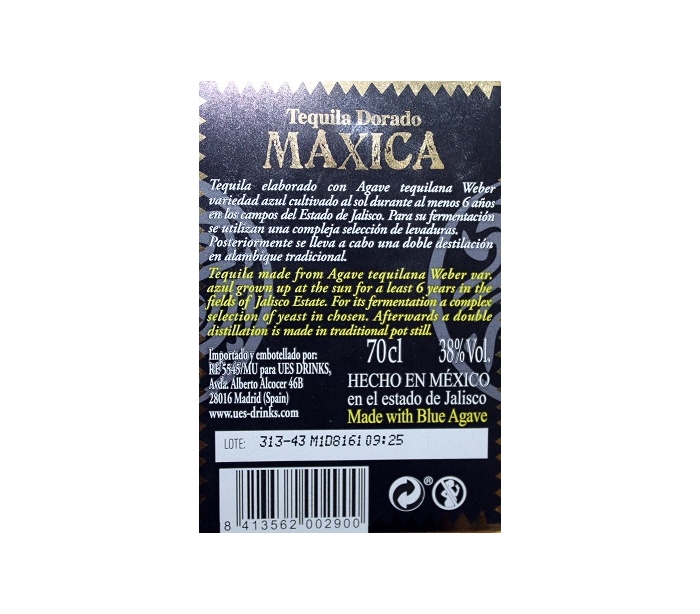 Tequila Dorado
MAXICA
Tequila elaborado con Agave tequilana Weber
variedad azul cultivado al sol durante al menos 6 años
en los campos del Estado de Jalisco. Para su fermentación
se utilizan una compleja selección de levaduras.
Posteriormente se lleva a cabo una doble destilación
en alambique tradicional.
Tequila made from Agave tequilana Weber var.
azul grown up at the sun for a least 6 years in the
fields of Jalisco Estate. For its fermentation a complex
selection of yeast in chosen. Afterwards a double
distillation is made in traditional pot still.
Importado y embotellado por:
RE 5545/MU para UES DRINKS,
Avda. Alberto Alcocer 46B
28016 Madrid (Spain)
www.ues-drinks.com
70 cl 38% Vol.
HECHO EN MÉXICO
en el estado de Jalisco
Made with Blue Agave
LOTE: 313-43 M1D8161 09:25
8 413562 002900
®